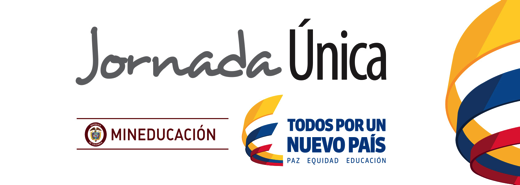 Jornada Única
MINEDUCACIÓN
TODOS POR UN
NUEVO PAÍS
PAZ EQUIDAD EDUCACIÓN